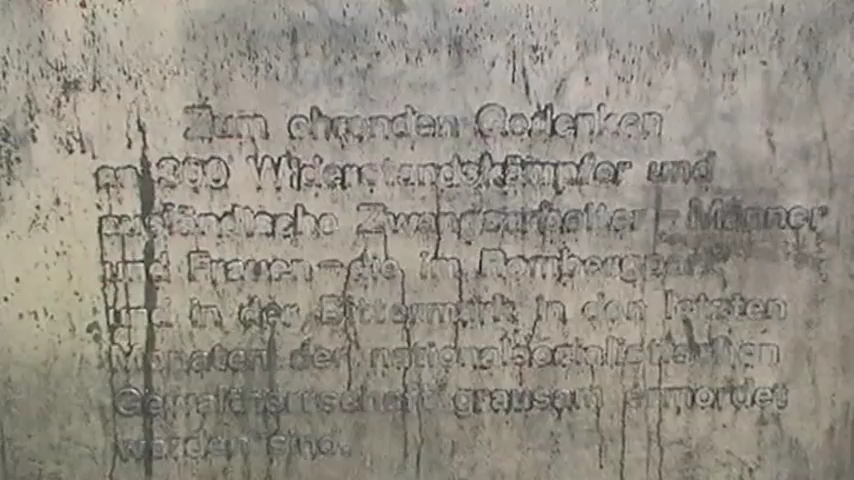 Zum ehrenden Gedenken
an 300 Widerstandskämpfer und
ausländische Zwangsarbeiter - Männer
und Frauen - die im Rombergpark
und in der Bittermark in den letzten
Monaten der nationalsozialistischen
Gewaltherrschaft grausam ermordet
worden sind.